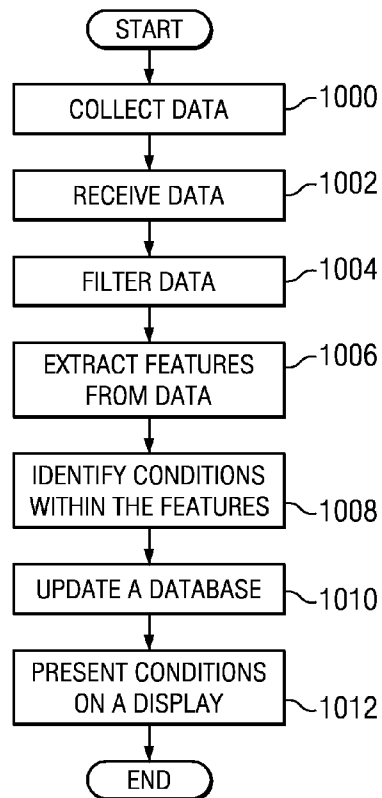 START
COLLECT DATA
1000
RECEIVE DATA
1002
FILTER DATA
1004
EXTRACT FEATURES
FROM DATA
1006
IDENTIFY CONDITIONS
WITHIN THE FEATURES
1008
UPDATE A DATABASE
1010
PRESENT CONDITIONS
ON A DISPLAY
1012
END